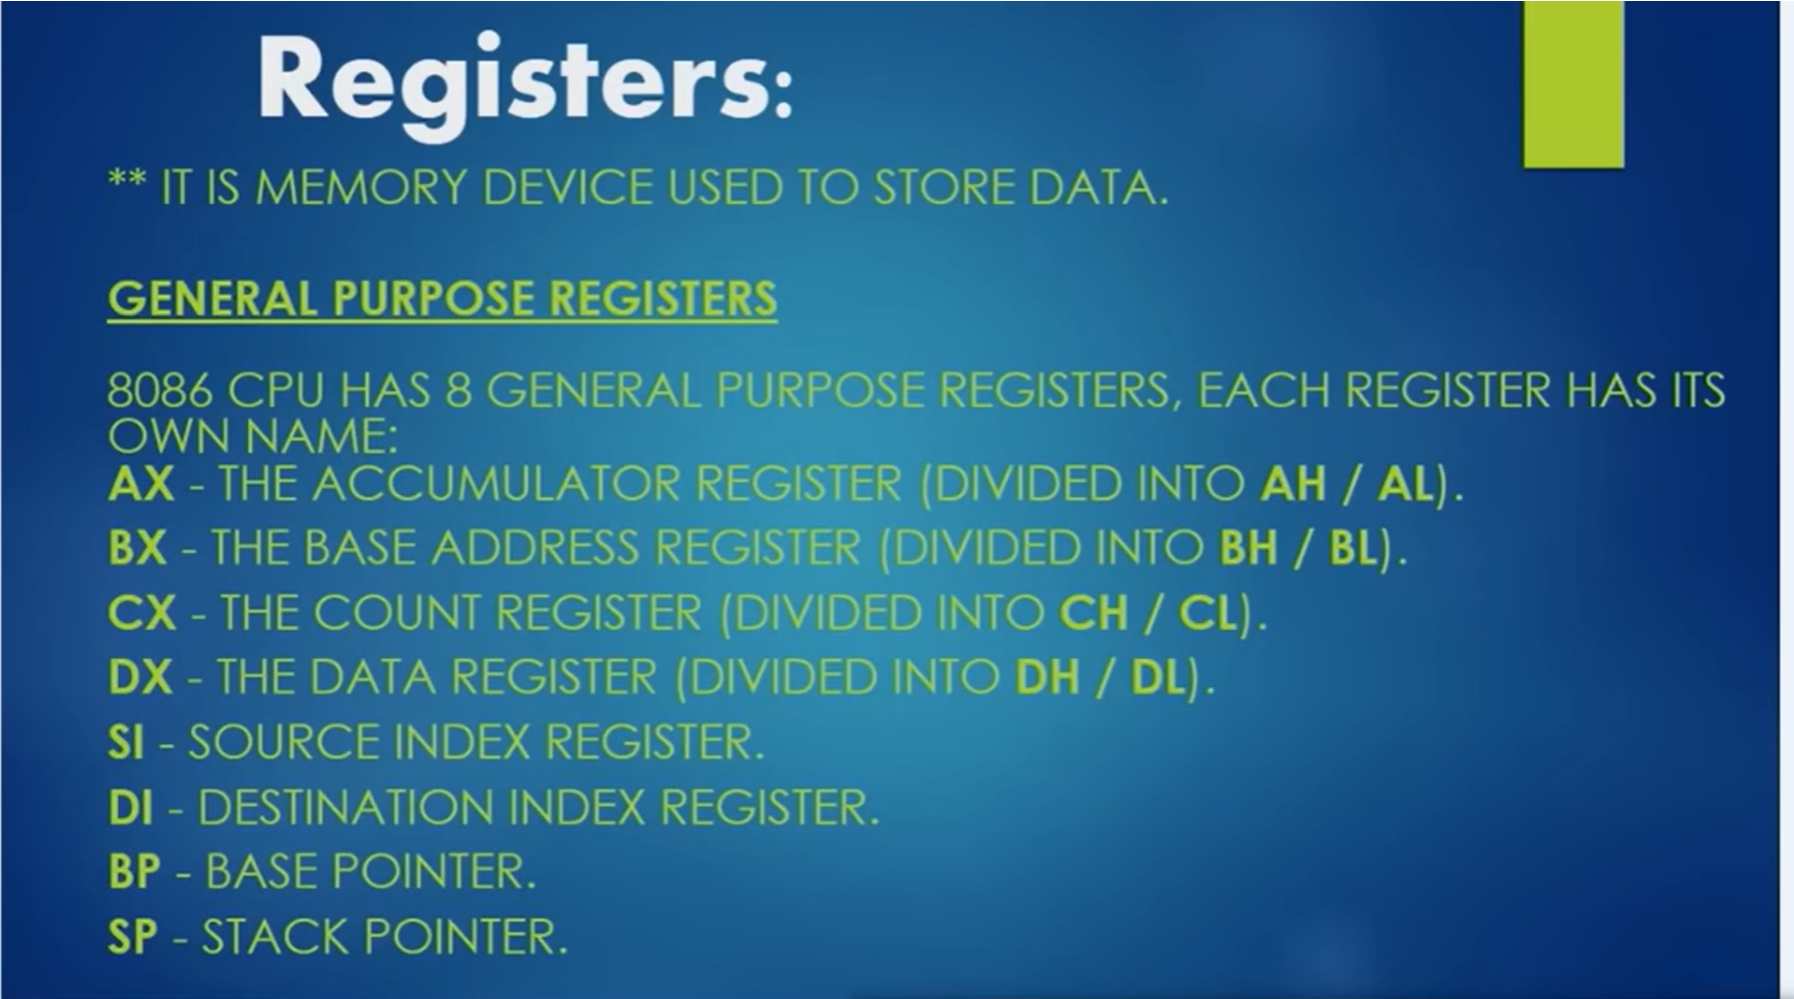 Registers:
** IT IS MEMORY DEVICE USED TO STORE DATA.
GENERAL PURPOSE REGISTERS
8086 CPU HAS 8 GENERAL PURPOSE REGISTERS, EACH REGISTER HAS ITS
OWN NAME:
AX - THE ACCUMULATOR REGISTER (DIVIDED INTO AH / AL).
BX - THE BASE ADDRESS REGISTER (DIVIDED INTO BH / BL).
CX - THE COUNT REGISTER (DIVIDED INTO CH / CL).
DX - THE DATA REGISTER (DIVIDED INTO DH / DL).
SI - SOURCE INDEX REGISTER.
DI - DESTINATION INDEX REGISTER.
BP - BASE POINTER.
SP - STACK POINTER.